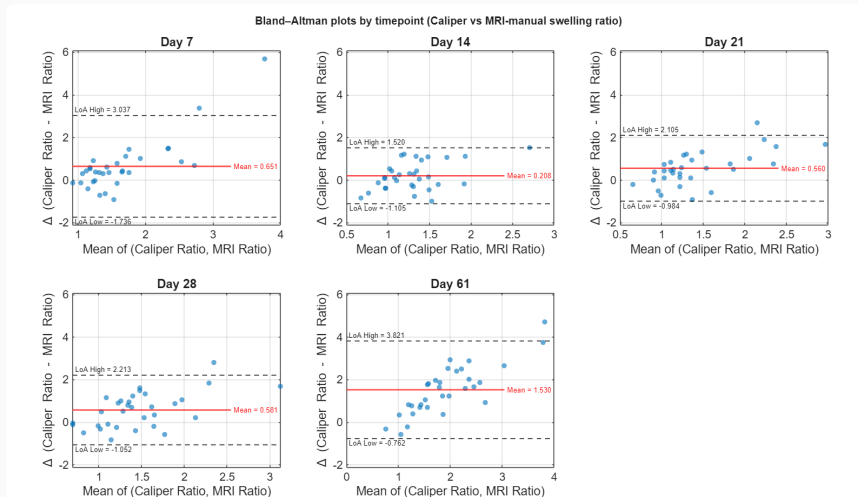 Bland–Altman plots by timepoint (Caliper vs MRI-manual swelling ratio)
Day 7
Δ (Caliper Ratio - MRI Ratio)
6
4
2
0
-2
LoA High = 3.037
Mean = 0.651
LoA Low = -1.736
1 2 3 4
Mean of (Caliper Ratio, MRI Ratio)
Day 14
Δ (Caliper Ratio - MRI Ratio)
6
4
2
0
-2
LoA High = 1.520
Mean = 0.208
LoA Low = -1.105
0.5 1 1.5 2 2.5 3
Mean of (Caliper Ratio, MRI Ratio)
Day 21
Δ (Caliper Ratio - MRI Ratio)
6
4
2
0
-2
LoA High = 2.105
Mean = 0.560
LoA Low = -0.984
0.5 1 1.5 2 2.5 3
Mean of (Caliper Ratio, MRI Ratio)
Day 28
Δ (Caliper Ratio - MRI Ratio)
6
4
2
0
-2
LoA High = 2.213
Mean = 0.581
LoA Low = -1.052
1 1.5 2 2.5 3
Mean of (Caliper Ratio, MRI Ratio)
Day 61
Δ (Caliper Ratio - MRI Ratio)
6
4
2
0
-2
LoA High = 3.821
Mean = 1.530
LoA Low = -0.762
0 1 2 3 4
Mean of (Caliper Ratio, MRI Ratio)